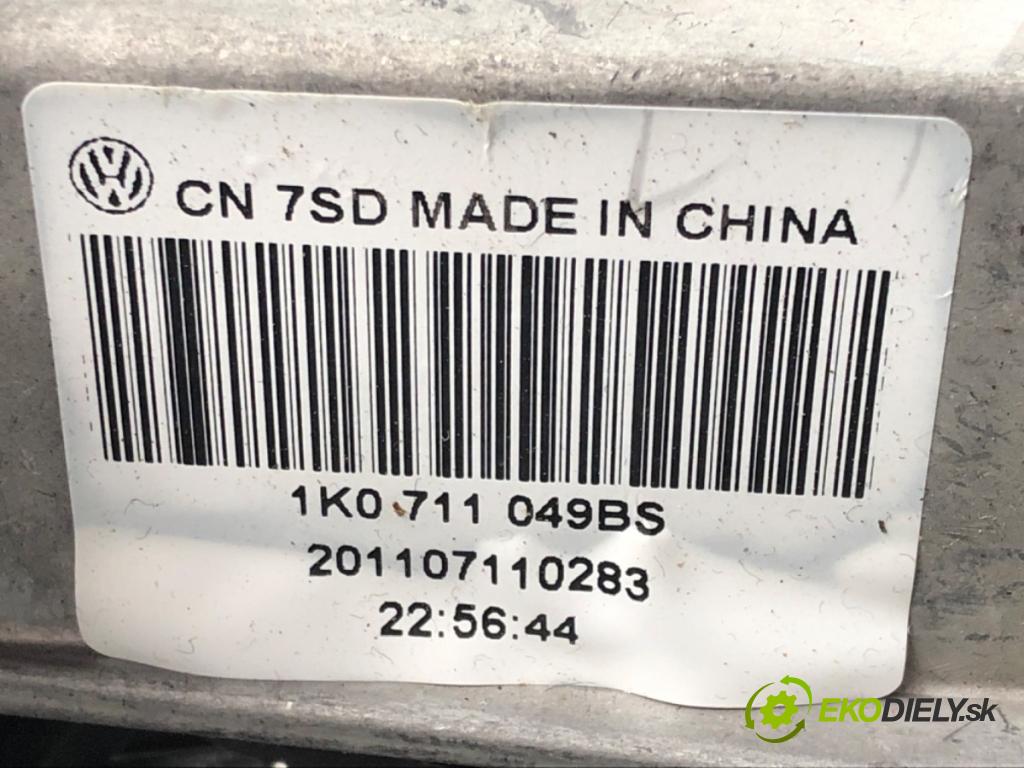 CN 7SD MADE IN CHINA
1K0 711 049BS
201107110283
22:56:44
EKODIELY.sk